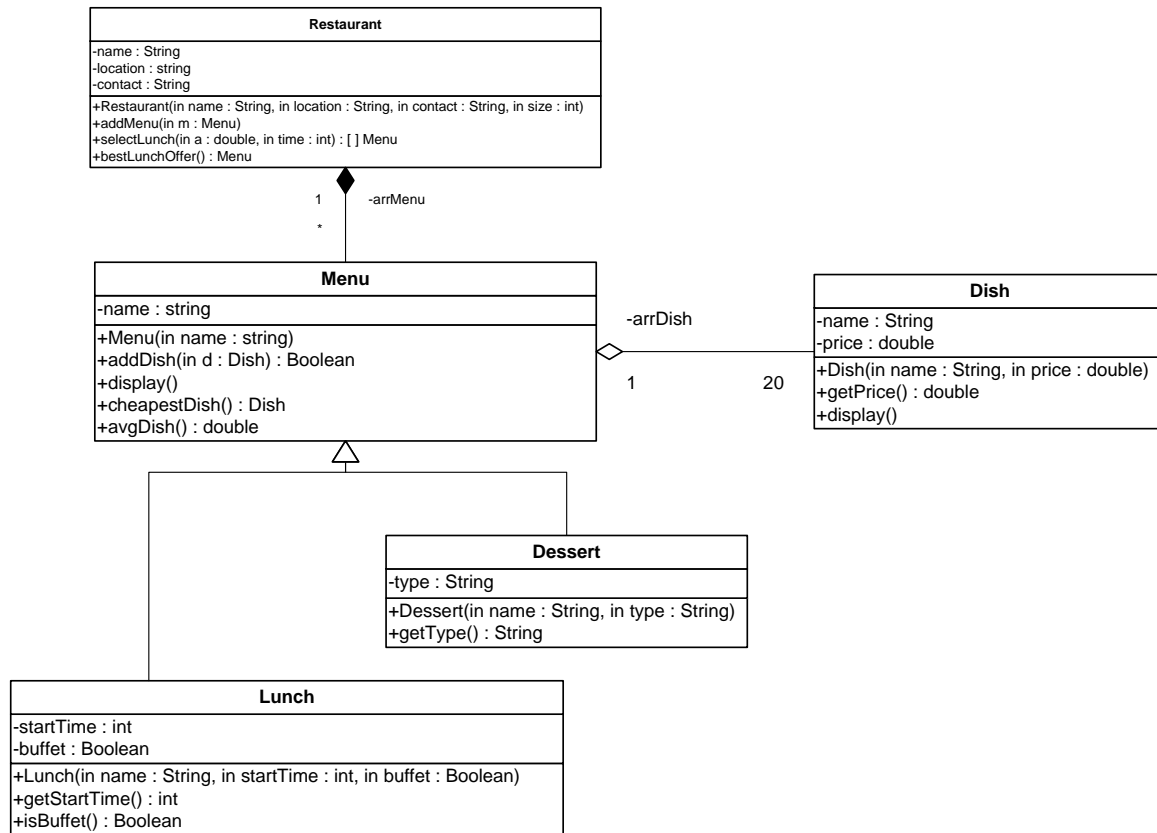 Restaurant
-name : String
-location : string
-contact : String
+Restaurant(in name : String, in location : String, in contact : String, in size : int)
+addMenu(in m : Menu)
+selectLunch(in a : double, in time : int) : [ ] Menu
+bestLunchOffer() : Menu
1
-arrMenu
*
Menu
-name : string
+Menu(in name : string)
+addDish(in d : Dish) : Boolean
+display()
+cheapestDish() : Dish
+avgDish() : double
-arrDish
1
20
Dish
-name : String
-price : double
+Dish(in name : String, in price : double)
+getPrice() : double
+display()
Dessert
-type : String
+Dessert(in name : String, in type : String)
+getType() : String
Lunch
-startTime : int
-buffet : Boolean
+Lunch(in name : String, in startTime : int, in buffet : Boolean)
+getStartTime() : int
+isBuffet() : Boolean